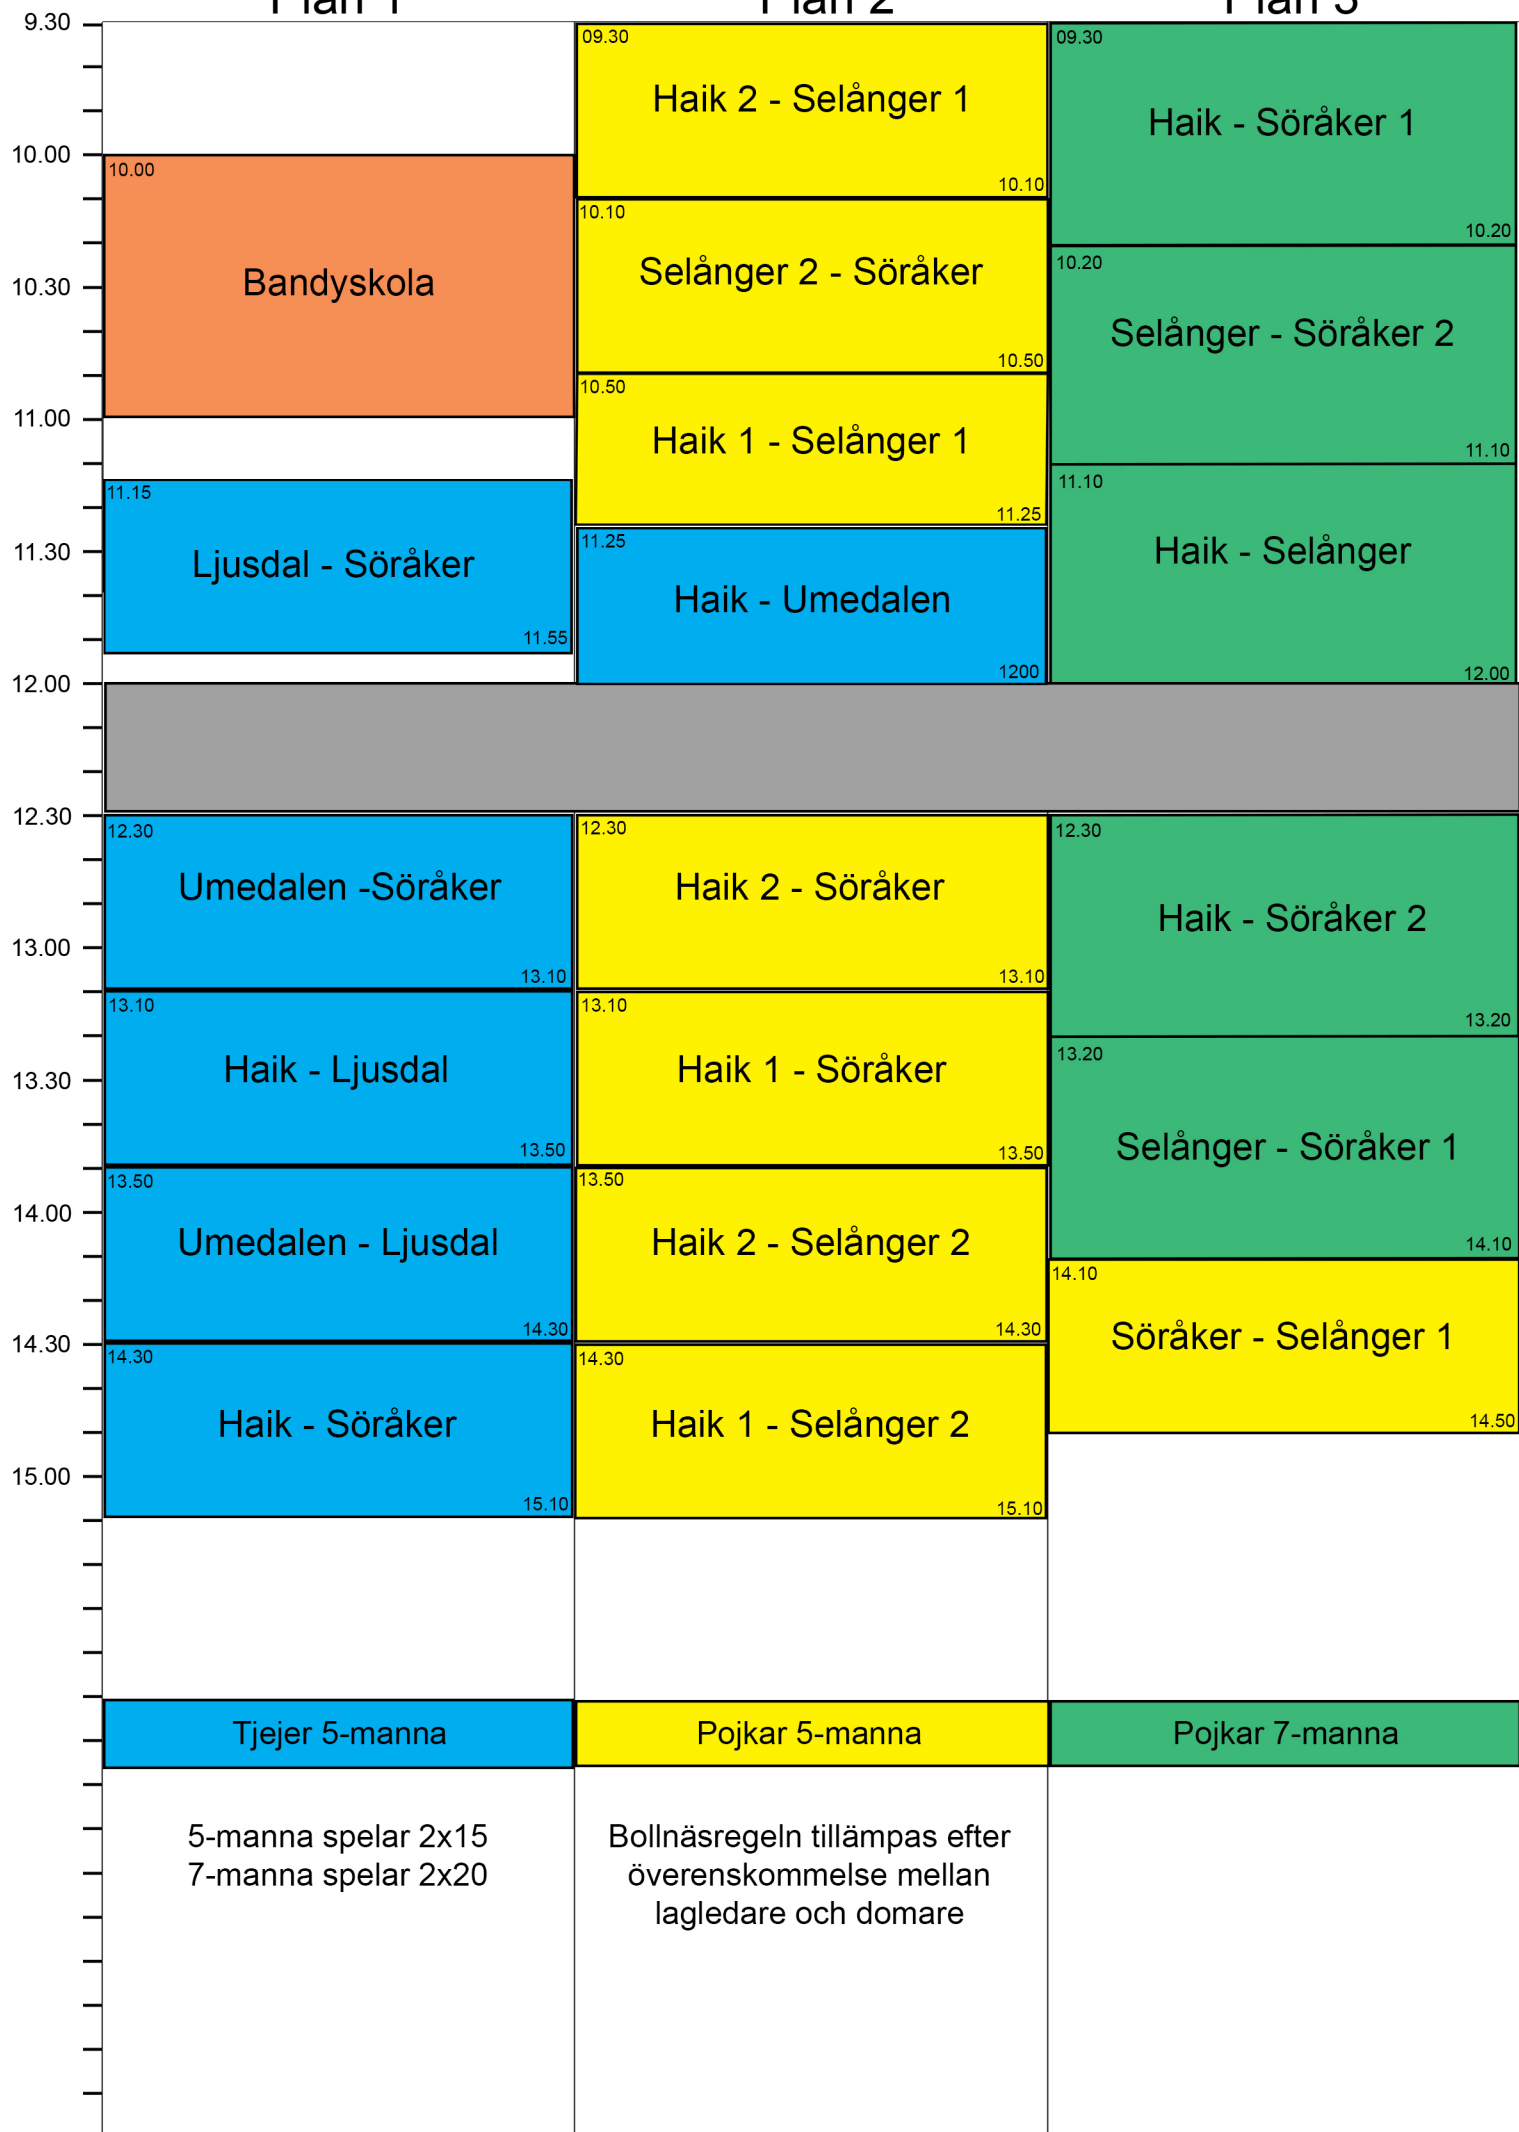 Plan 1
Plan 2
Plan 3
9.30
10.00
10.30
11.00
11.30
12.00
12.30
13.00
13.30
14.00
14.30
15.00
10.00
Bandyskola
11.15
Ljusdal - Söråker
11.55
12.30
Umedalen -Söråker
13.10
13.10
Haik - Ljusdal
13.50
13.50
Umedalen - Ljusdal
14.30
14.30
Haik - Söråker
15.10
09.30
Haik 2 - Selånger 1
10.10
10.10
Selånger 2 - Söråker
10.50
10.50
Haik 1 - Selånger 1
11.25
11.25
Haik - Umedalen
1200
12.30
Haik 2 - Söråker
13.10
13.10
Haik 1 - Söråker
13.50
13.50
Haik 2 - Selånger 2
14.30
14.30
Haik 1 - Selånger 2
15.10
09.30
Haik - Söråker 1
10.20
10.20
Selånger - Söråker 2
11.10
11.10
Haik - Selånger
12.00
12.30
Haik - Söråker 2
13.20
13.20
Selånger - Söråker 1
14.10
14.10
Söråker - Selånger 1
14.50
Tjejer 5-manna
Pojkar 5-manna
Pojkar 7-manna
5-manna spelar 2x15
7-manna spelar 2x20
Bollnäsregeln tillämpas efter
överenskommelse mellan
lagledare och domare